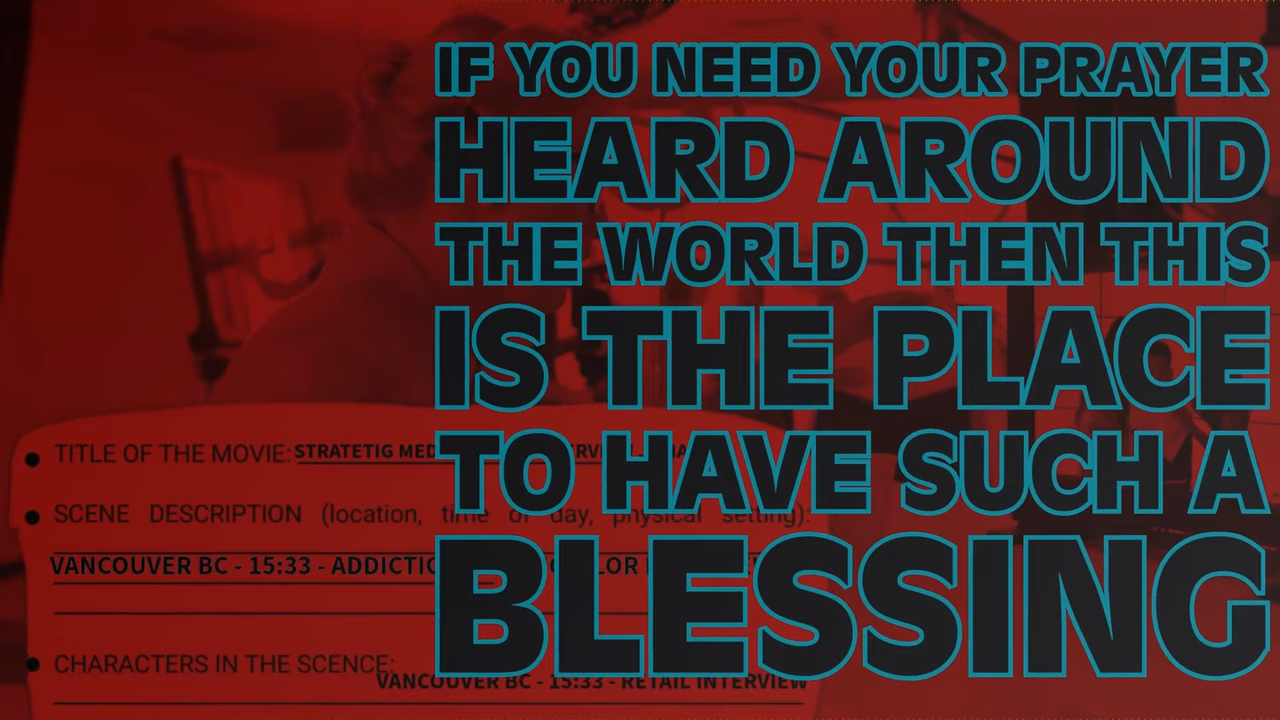 IF YOU NEED YOUR PRAYER
HEARD AROUND
THE WORLD THEN THIS
IS THE PLACE
TO HAVE SUCH A
BLESSING
TITLE OF THE MOVIE: STRATETIG
SCENE DESCRIPTION (location, time of day, physical setting):
VANCOUVER BC - 15:33 -
CHARACTERS IN THE SCENCE:
VANCOUVER BC - 15:33 - RETAIL INTERVIEW